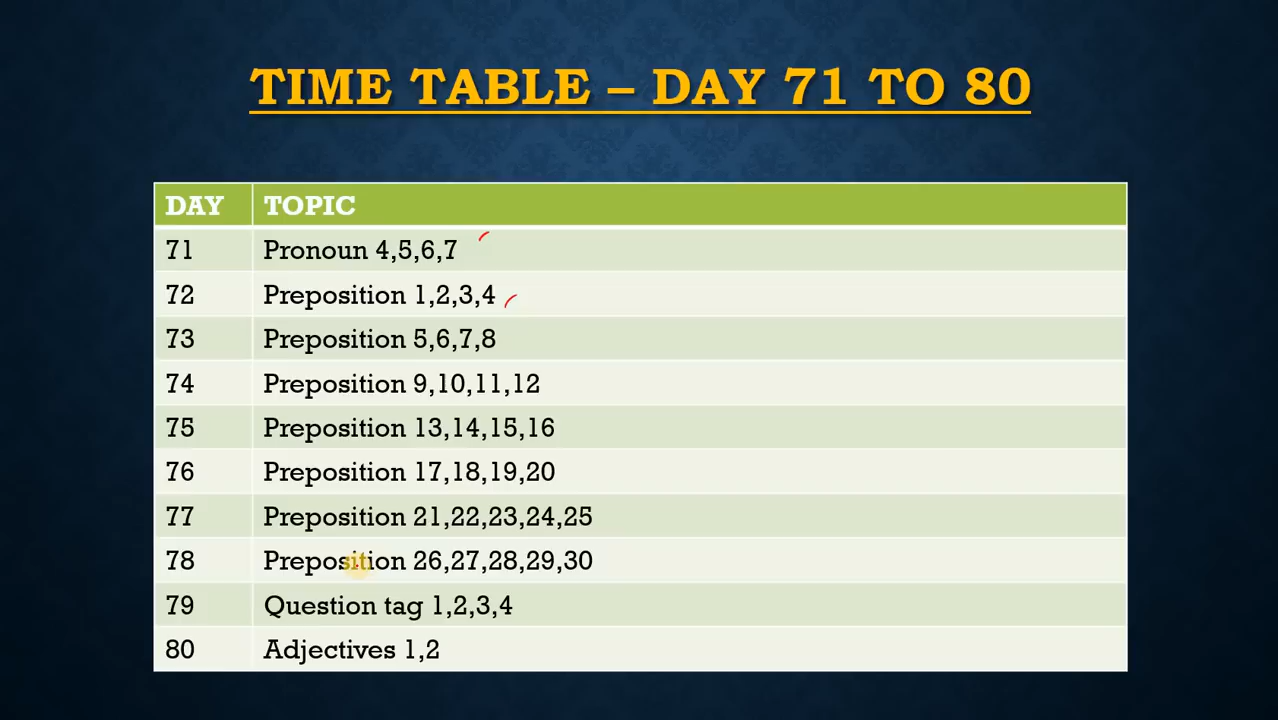 TIME TABLE – DAY 71 TO 80
DAY TOPIC
71 Pronoun 4,5,6,7
72 Preposition 1,2,3,4
73 Preposition 5,6,7,8
74 Preposition 9,10,11,12
75 Preposition 13,14,15,16
76 Preposition 17,18,19,20
77 Preposition 21,22,23,24,25
78 Preposition 26,27,28,29,30
79 Question tag 1,2,3,4
80 Adjectives 1,2